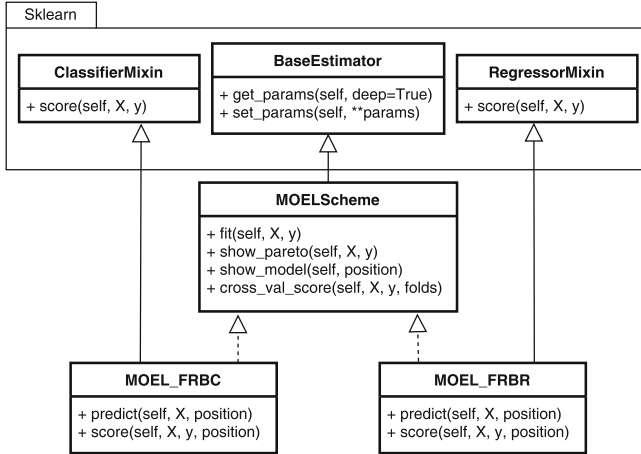 Sklearn
ClassifierMixin
+ score(self, X, y)
BaseEstimator
+ get_params(self, deep=True)
+ set_params(self, **params)
RegressorMixin
+ score(self, X, y)
MOELScheme
+ fit(self, X, y)
+ show_pareto(self, X, y)
+ show_model(self, position)
+ cross_val_score(self, X, y, folds)
MOEL_FRBC
+ predict(self, X, position)
+ score(self, X, y, position)
MOEL_FRBR
+ predict(self, X, position)
+ score(self, X, y, position)